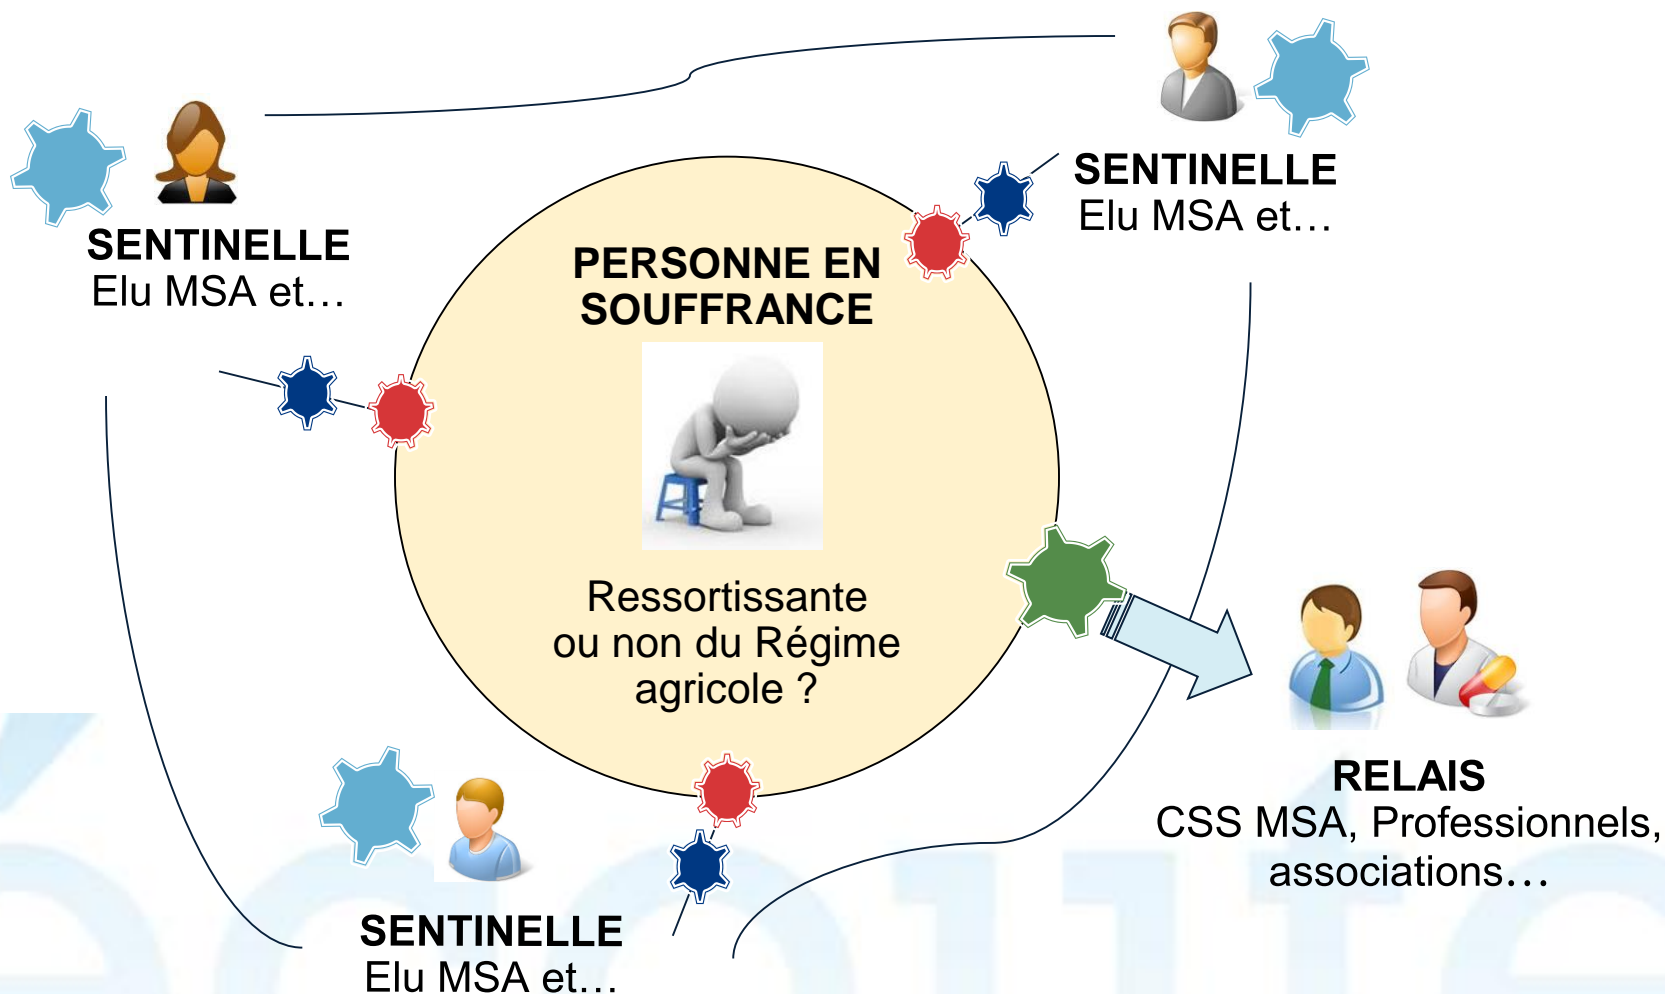 SENTINELLE
Elu MSA et…
SENTINELLE
Elu MSA et…
PERSONNE EN
SOUFFRANCE
Ressortissante
ou non du Régime
agricole ?
RELAIS
CSS MSA, Professionnels,
associations…
SENTINELLE
Elu MSA et…